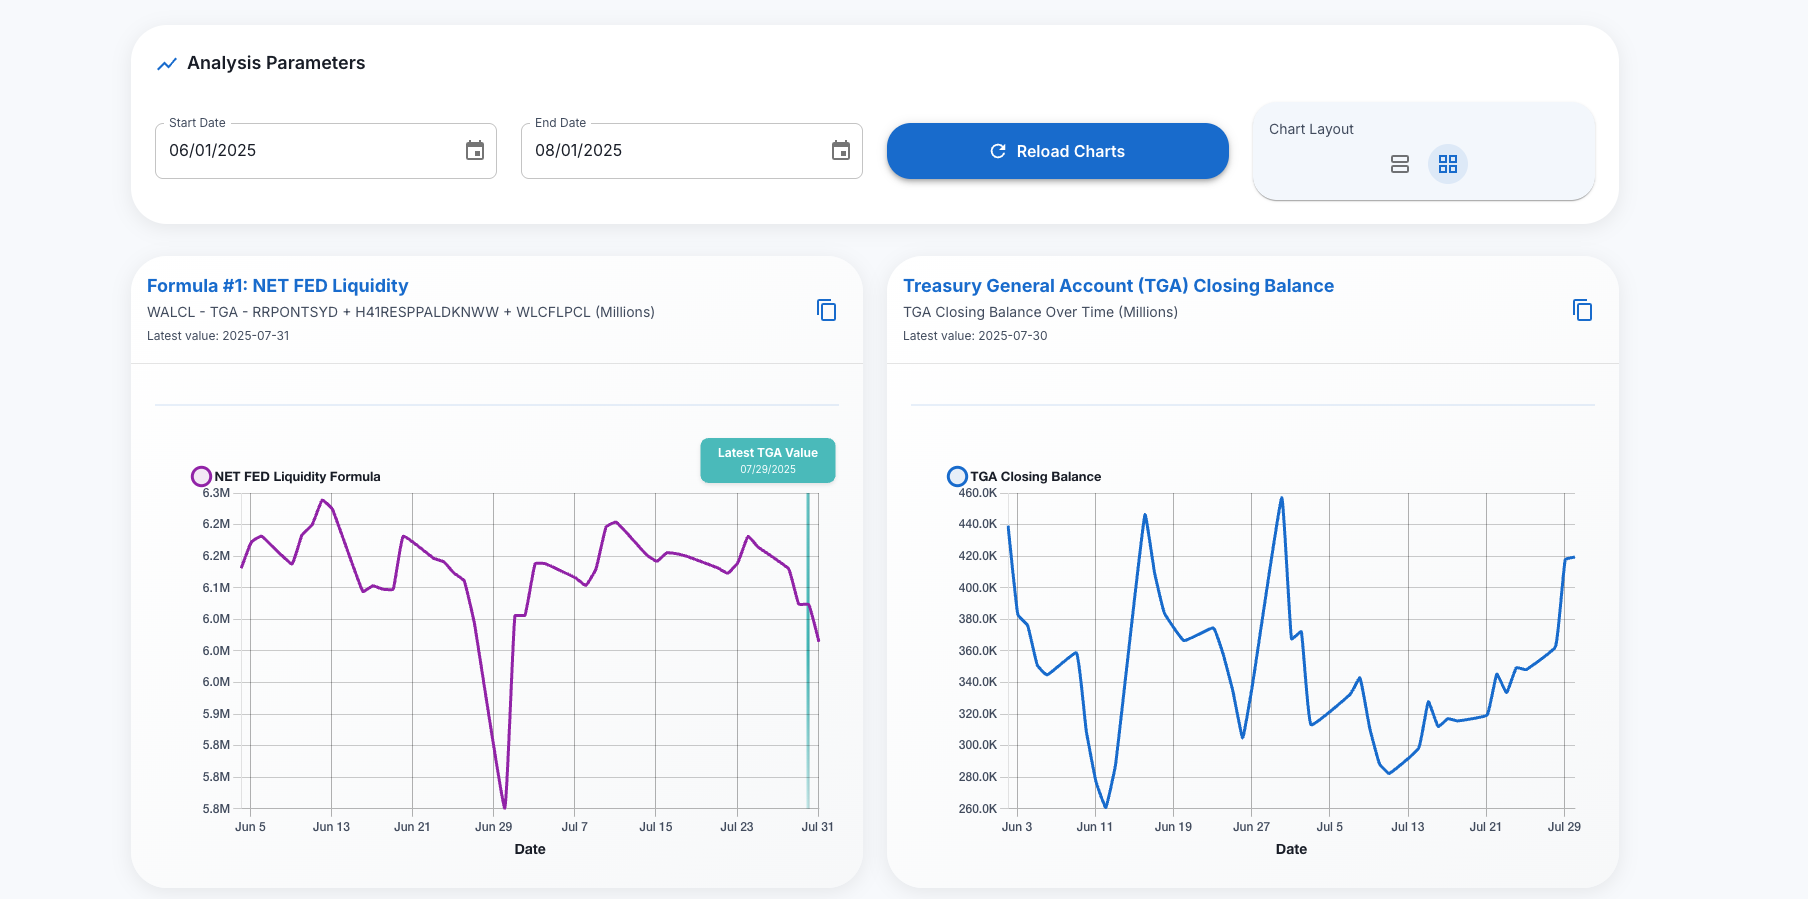 Analysis Parameters
Start Date
06/01/2025
End Date
08/01/2025
Reload Charts
Chart Layout
Formula #1: NET FED Liquidity
WALCL - TGA - RRPONTSYD + H41RESPPALDKNWW + WLCFLPCL (Millions)
Latest value: 2025-07-31
Latest TGA Value
07/29/2025
NET FED Liquidity Formula
6.3M
6.2M
6.2M
6.1M
6.0M
6.0M
6.0M
5.9M
5.8M
5.8M
5.8M
Jun 5 Jun 13 Jun 21 Jun 29 Jul 7 Jul 15 Jul 23 Jul 31
Date
Treasury General Account (TGA) Closing Balance
TGA Closing Balance Over Time (Millions)
Latest value: 2025-07-30
TGA Closing Balance
460.0K
440.0K
420.0K
400.0K
380.0K
360.0K
340.0K
320.0K
300.0K
280.0K
260.0K
Jun 3 Jun 11 Jun 19 Jun 27 Jul 5 Jul 13 Jul 21 Jul 29
Date